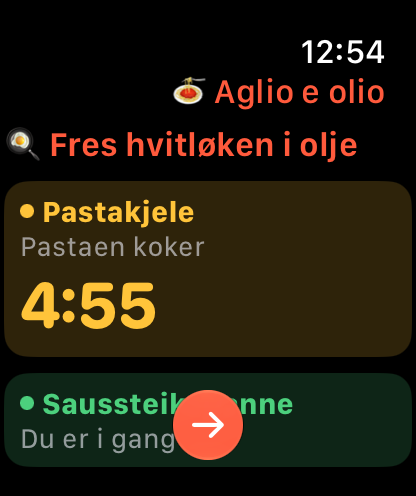 12:54
Aglio e olio
Fres hvitløken i olje
Pastakjele
Pastaen koker
4:55
Du er i gang